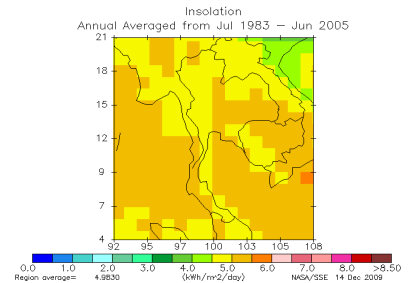 Insolation
Annual Averaged from Jul 1983 - Jun 2005
21
18
15
12
9
7
4
92 95 97 100 103 105 108
0.0 1.0 2.0 3.0 4.0 5.0 6.0 7.0 8.0 >8.50
Region average= 4.9830 (kWh/m^2/day) NASA/SSE 14 Dec 2009